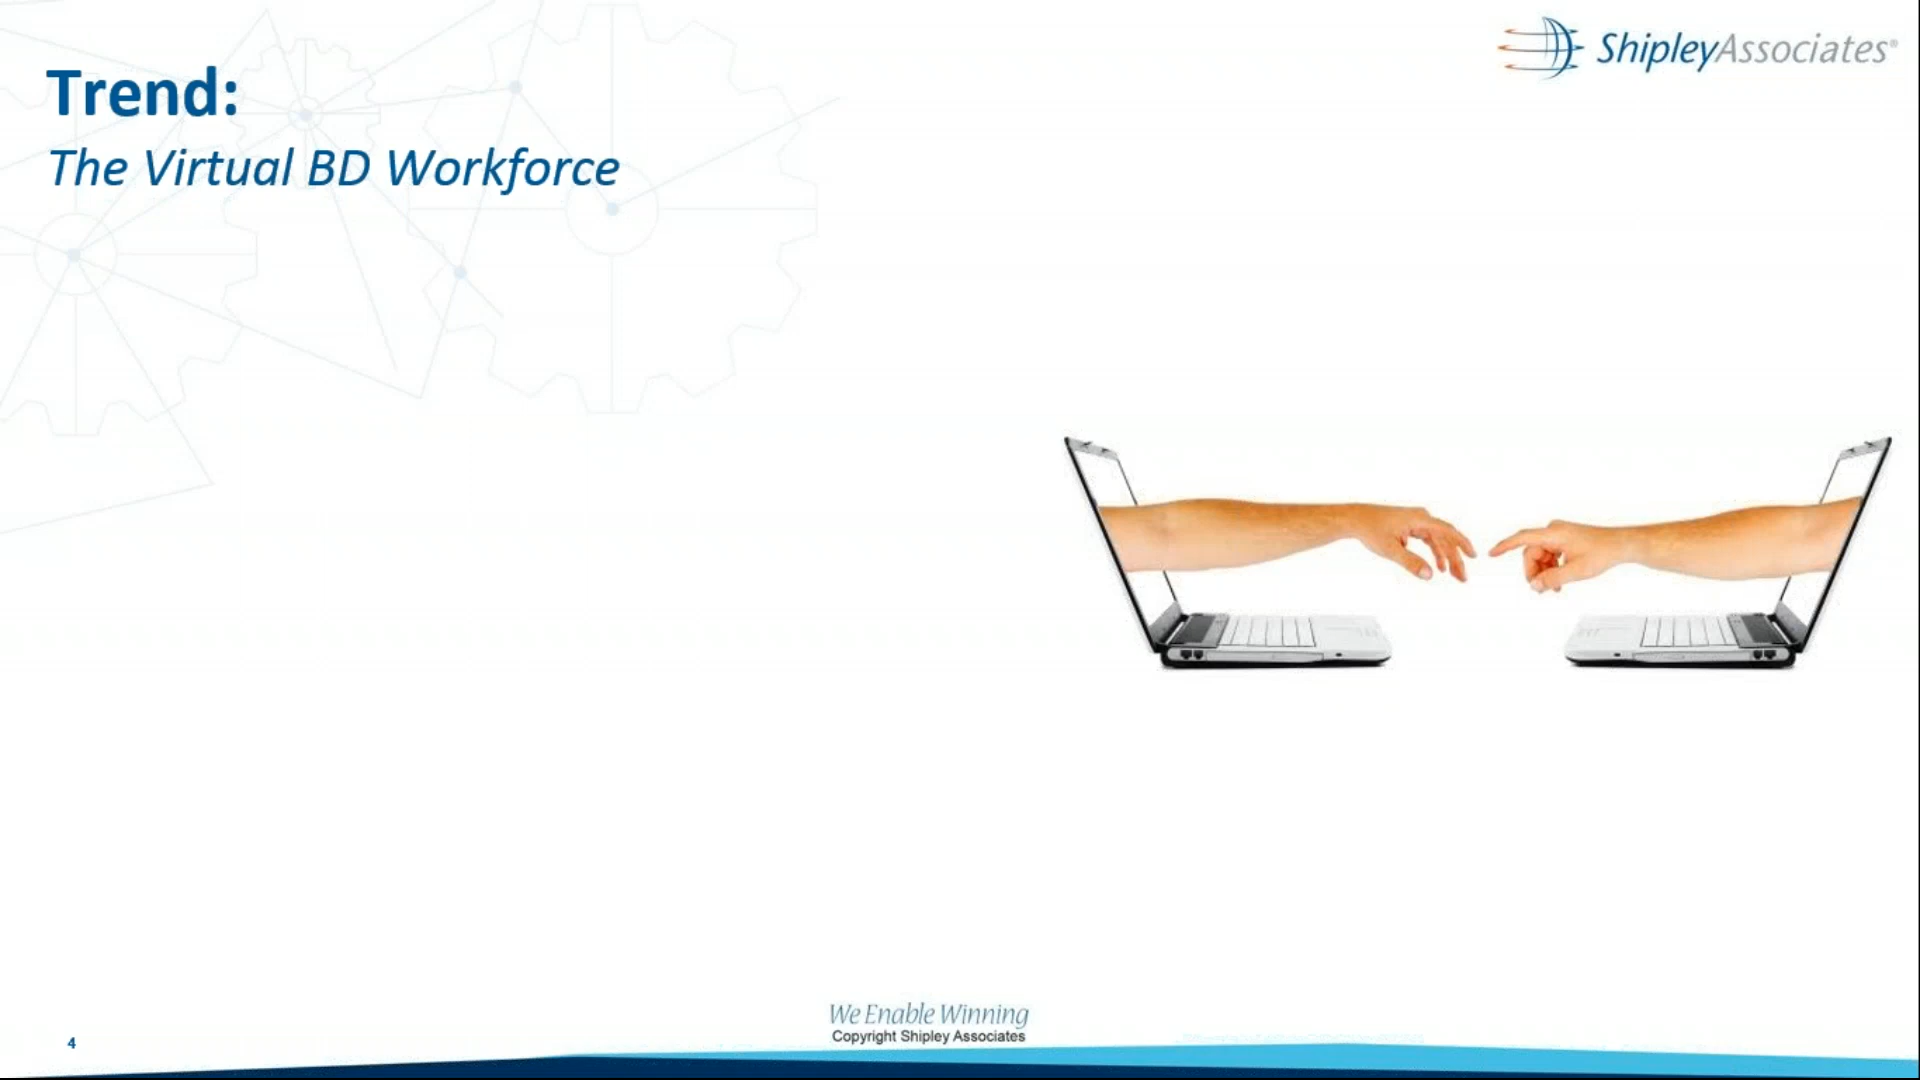 ShipleyAssociates®
Trend:
The Virtual BD Workforce
We Enable Winning
Copyright Shipley Associates
4